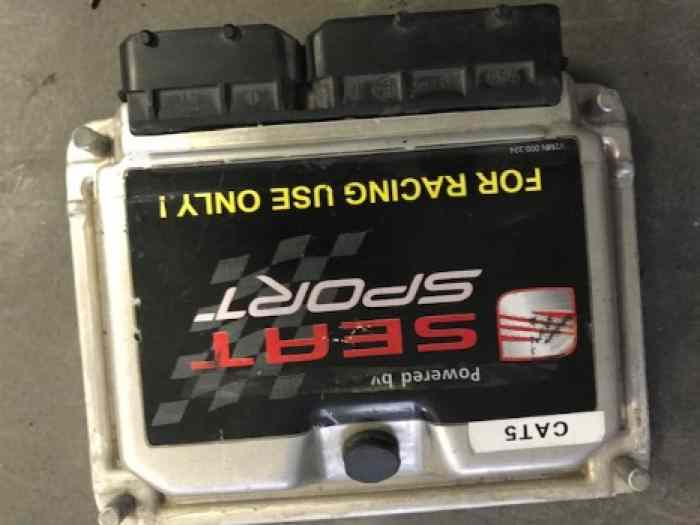 CAT5
Powered by
SEAT
SPORT
FOR RACING USE ONLY !